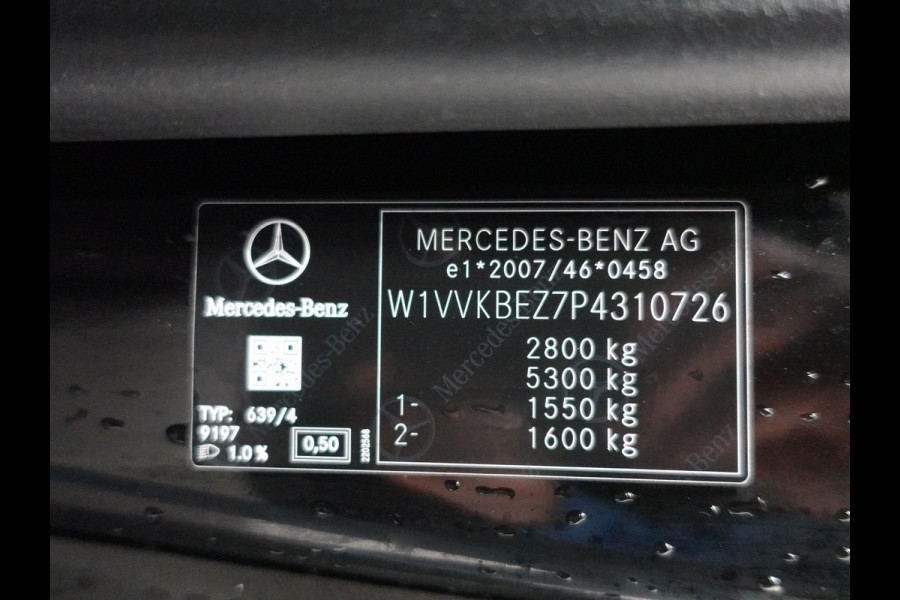 Mercedes-Benz
TYP: 639/4
9197
1.0%
0,50
2202568
MERCEDES-BENZ AG
e1*2007/46*0458
W1VVKBEZ7P4310726
2800 kg
5300 kg
1- 1550 kg
2- 1600 kg